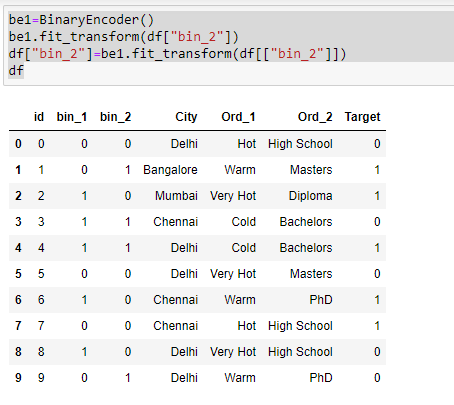 be1=BinaryEncoder()
be1.fit_transform(df["bin_2"])
df["bin_2"]=be1.fit_transform(df[["bin_2"]])
df
id bin_1 bin_2 City Ord_1 Ord_2 Target
0 0 0 0 Delhi Hot High School 0
1 1 0 1 Bangalore Warm Masters 1
2 2 1 0 Mumbai Very Hot Diploma 1
3 3 1 1 Chennai Cold Bachelors 0
4 4 1 1 Delhi Cold Bachelors 1
5 5 0 0 Delhi Very Hot Masters 0
6 6 1 0 Chennai Warm PhD 1
7 7 0 0 Chennai Hot High School 1
8 8 1 0 Delhi Very Hot High School 0
9 9 0 1 Delhi Warm PhD 0